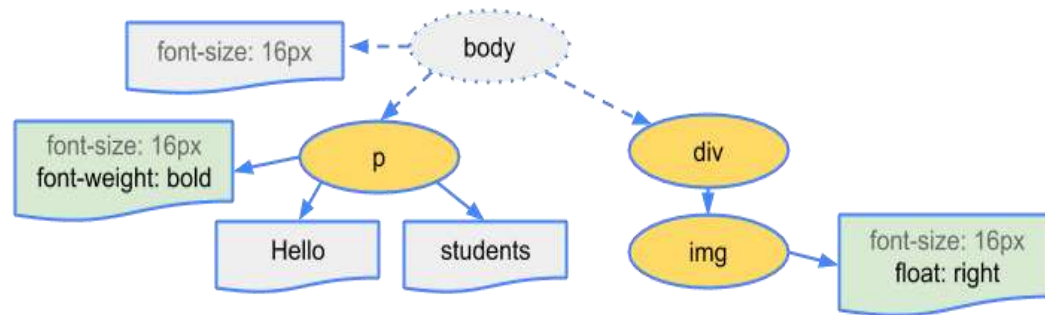 body
font-size: 16px
p
div
font-size: 16px
font-weight: bold
Hello
students
img
font-size: 16px
float: right